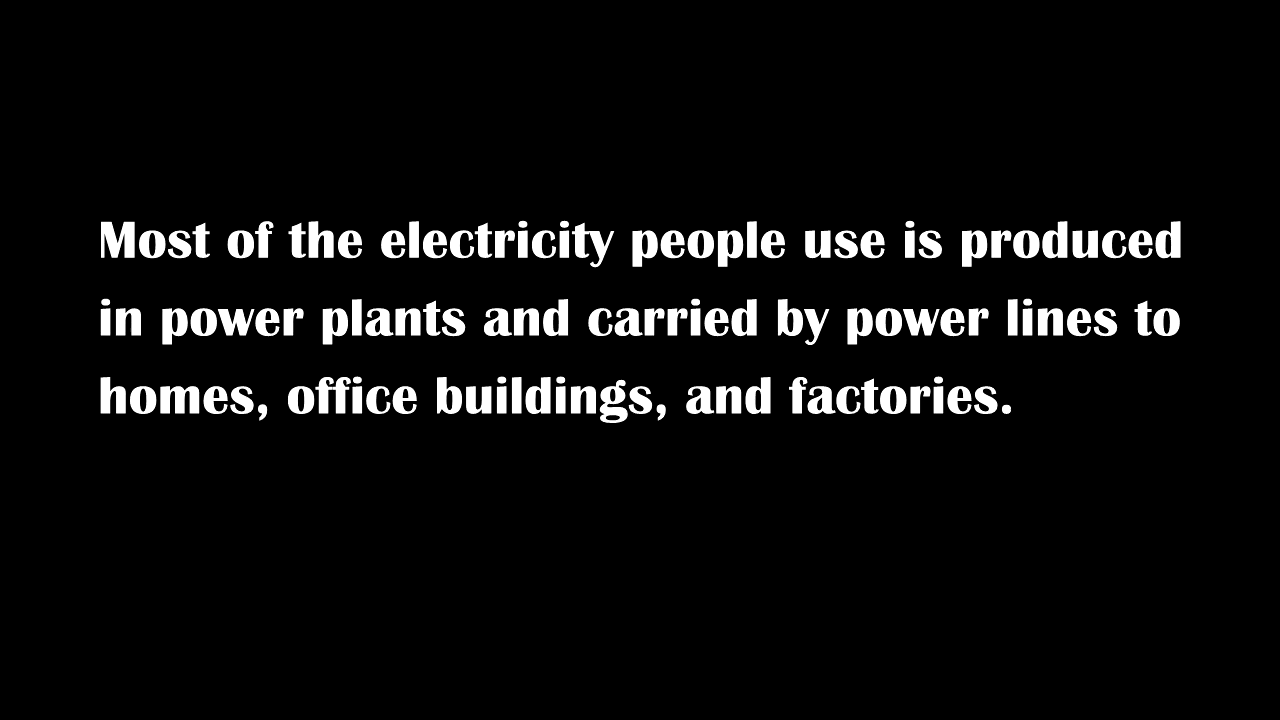 Most of the electricity people use is produced
in power plants and carried by power lines to
homes, office buildings, and factories.